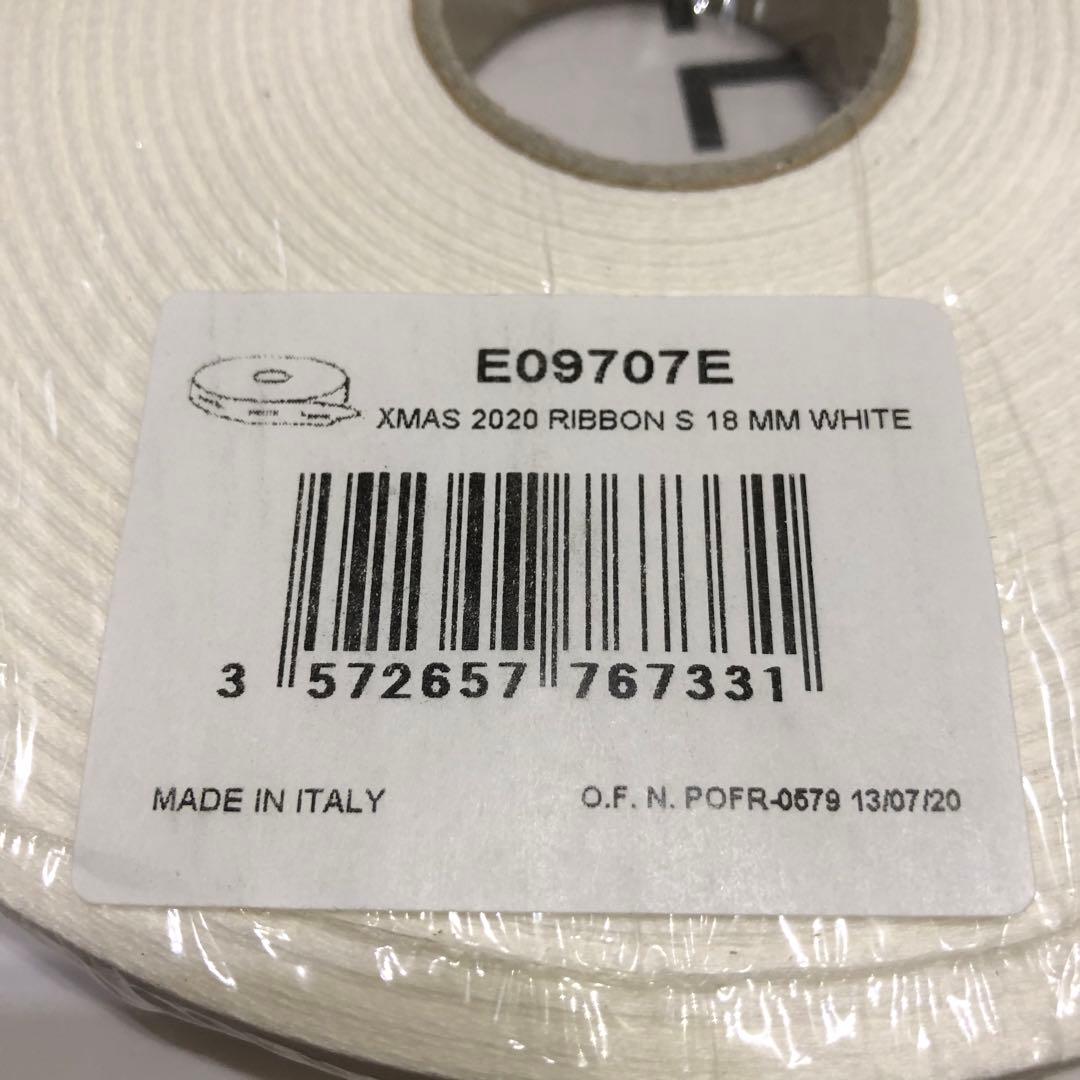 E09707E
XMAS 2020 RIBBON S 18 MM WHITE
3 572657 767331
MADE IN ITALY
O.F. N. POFR-0579 13/07/20